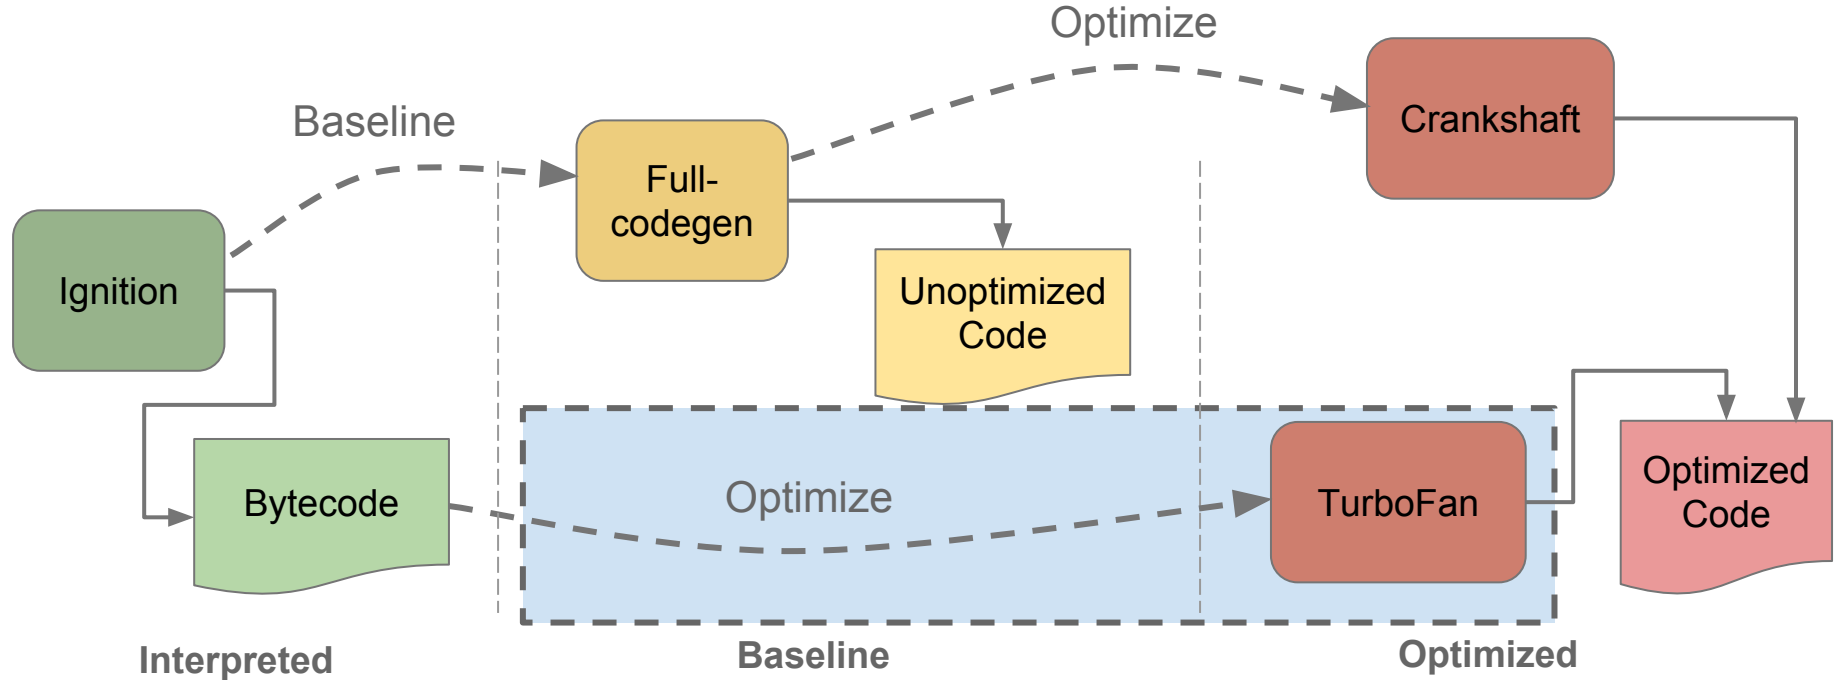 Optimize
Baseline
Crankshaft
Full-
codegen
Ignition
Unoptimized
Code
Bytecode
Optimize
TurboFan
Optimized
Code
Interpreted
Baseline
Optimized